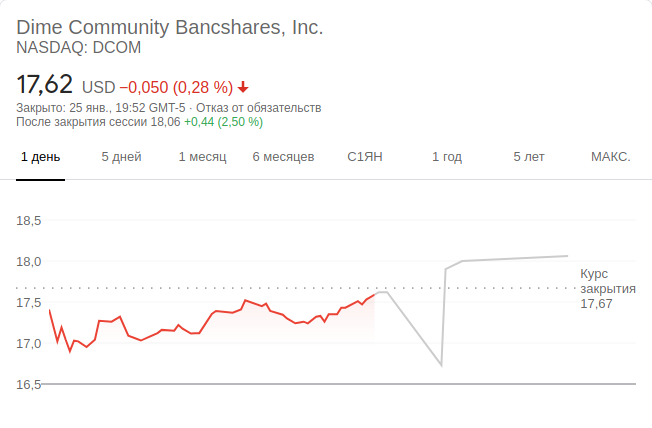 Dime Community Bancshares, Inc.
NASDAQ: DCOM
17,62 USD −0,050 (0,28 %)
Закрыто: 25 янв., 19:52 GMT-5 · Отказ от обязательств
После закрытия сессии 18,06 +0,44 (2,50 %)
1 день 5 дней 1 месяц 6 месяцев С1ЯН 1 год 5 лет МАКС.
18,5
18,0
Курс
закрытия
17,67
17,5
17,0
16,5